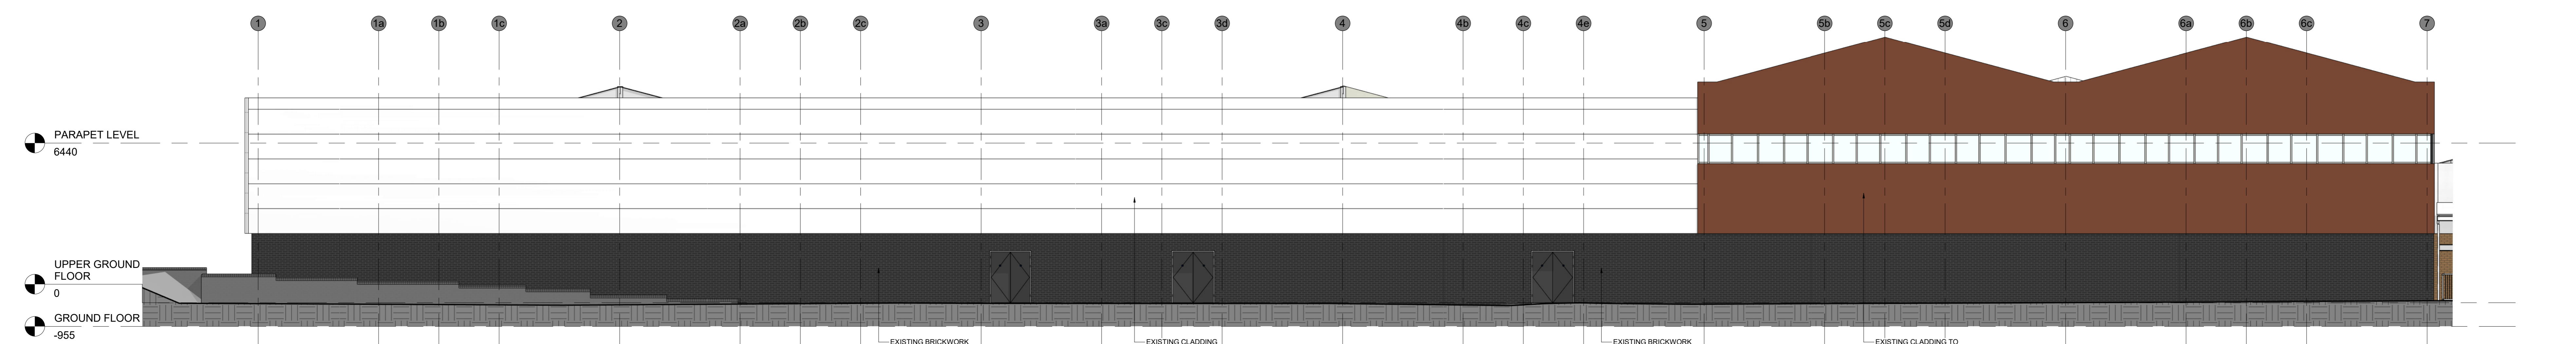 1 1a 1b 1c 2 2a 2b 2c 3 3a 3c 3d 4 4b 4c 4e 5 5b 5c 5d 6 6a 6b 6c 7
PARAPET LEVEL
6440
UPPER GROUND
FLOOR
0
GROUND FLOOR
-955
EXISTING BRICKWORK EXISTING CLADDING EXISTING BRICKWORK EXISTING CLADDING TO